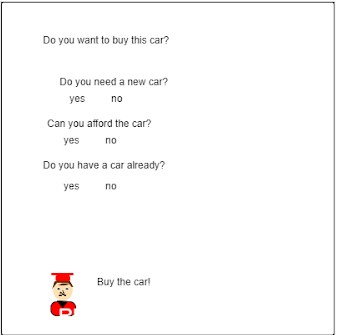 Do you want to buy this car?
Do you need a new car?
yes no
Can you afford the car?
yes no
Do you have a car already?
yes no
Buy the car!